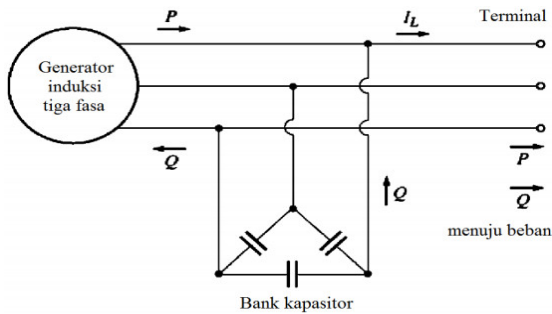 P
I_L
Terminal
Generator
induksi
tiga fasa
Q
P
Q
Q
menuju beban
Bank kapasitor